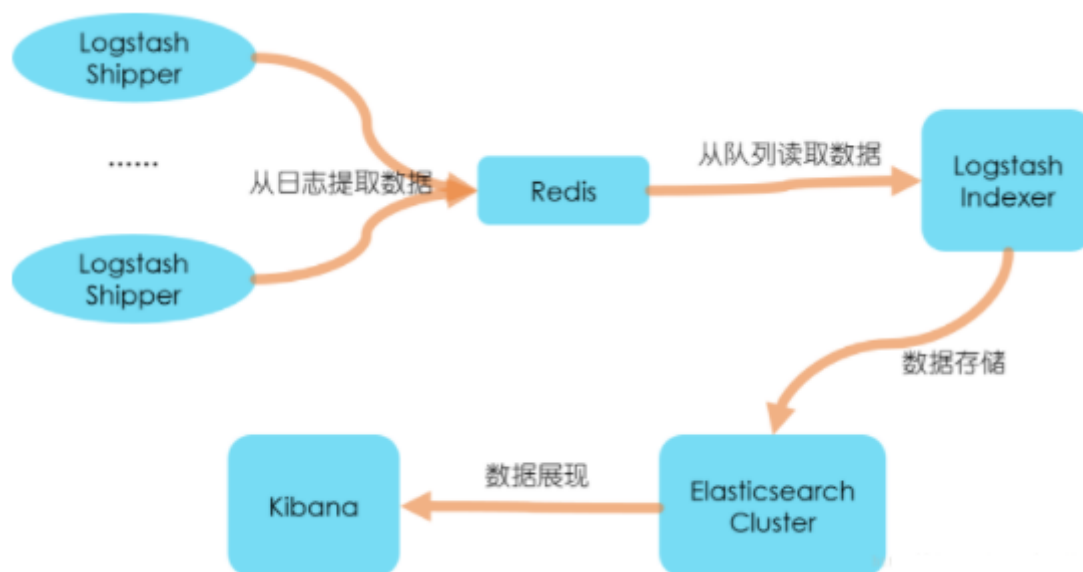 Logstash
Shipper
......
从日志提取数据
Logstash
Shipper
Redis
从队列读取数据
Logstash
Indexer
数据存储
Elasticsearch
Cluster
数据展现
Kibana